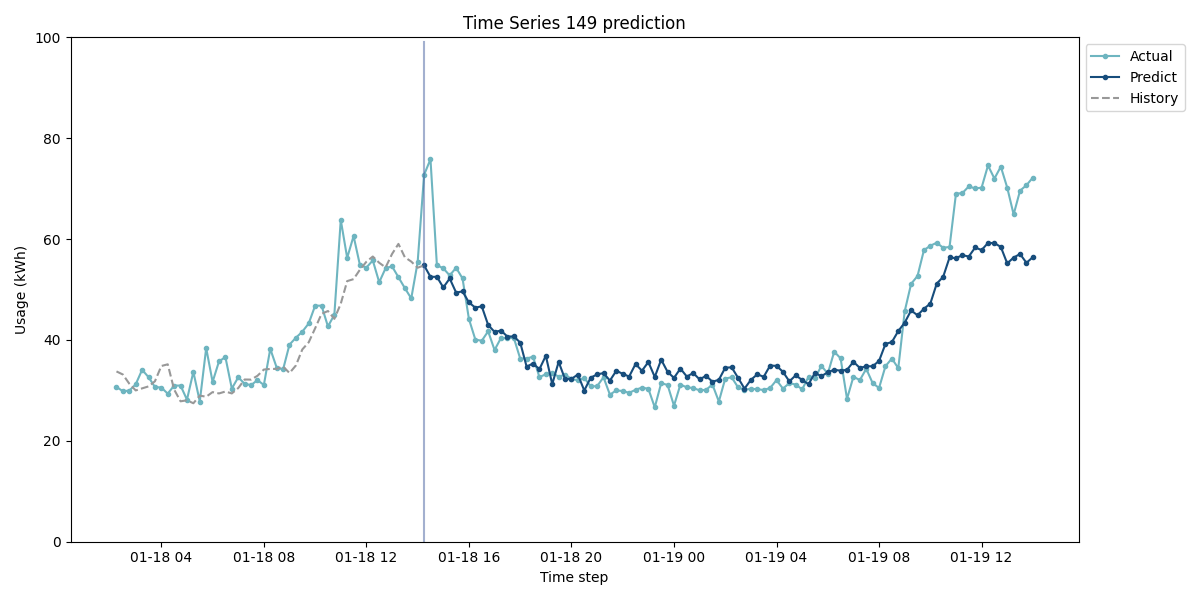 Time Series 149 prediction
Usage (kWh)
100
80
60
40
20
0
01-18 04
01-18 08
01-18 12
01-18 16
01-18 20
01-19 00
01-19 04
01-19 08
01-19 12
Time step
Actual
Predict
History